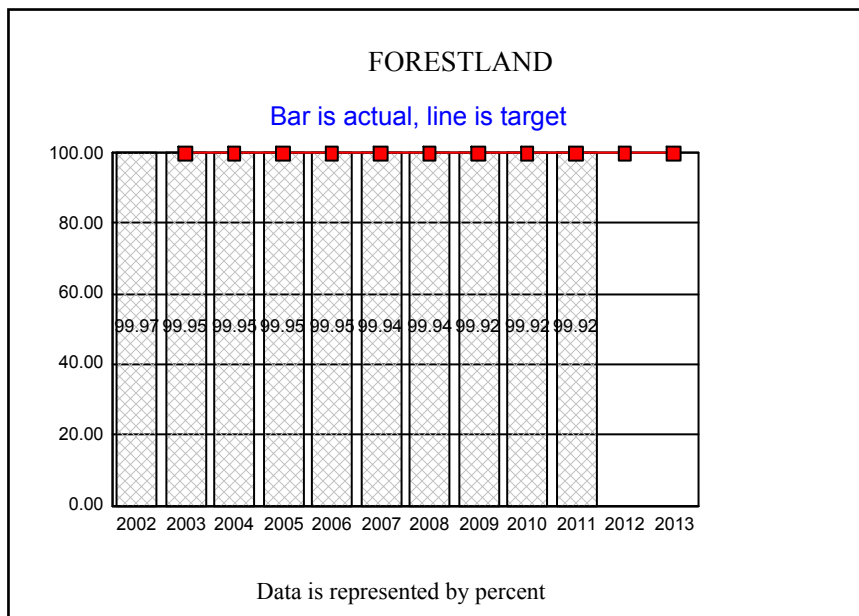 FORESTLAND
Bar is actual, line is target
100.00
80.00
60.00
99.97 99.95 99.95 99.95 99.95 99.94 99.94 99.92 99.92 99.92
40.00
20.00
0.00
2002 2003 2004 2005 2006 2007 2008 2009 2010 2011 2012 2013
Data is represented by percent